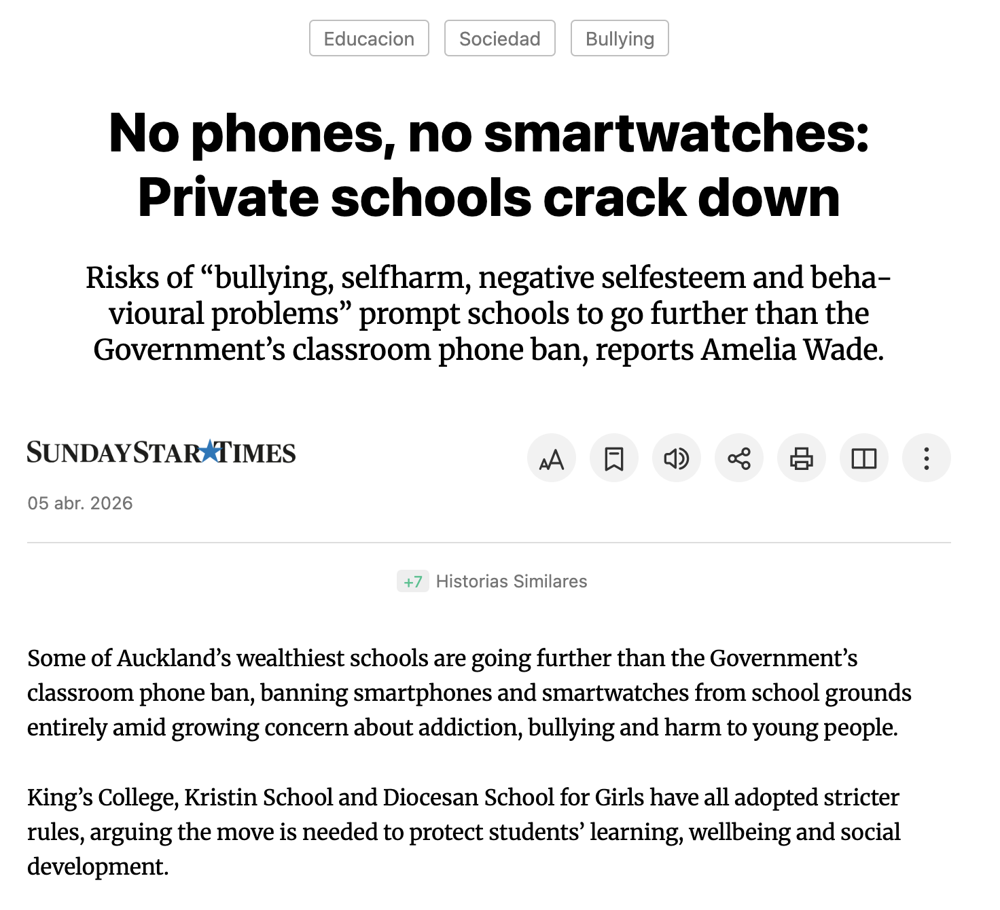 Educacion Sociedad Bullying
No phones, no smartwatches:
Private schools crack down
Risks of “bullying, selfharm, negative selfesteem and beha-
vioural problems” prompt schools to go further than the
Government’s classroom phone ban, reports Amelia Wade.
SUNDAY STAR TIMES
05 abr. 2026
+7 Historias Similares
Some of Auckland’s wealthiest schools are going further than the Government’s
classroom phone ban, banning smartphones and smartwatches from school grounds
entirely amid growing concern about addiction, bullying and harm to young people.
King’s College, Kristin School and Diocesan School for Girls have all adopted stricter
rules, arguing the move is needed to protect students’ learning, wellbeing and social
development.